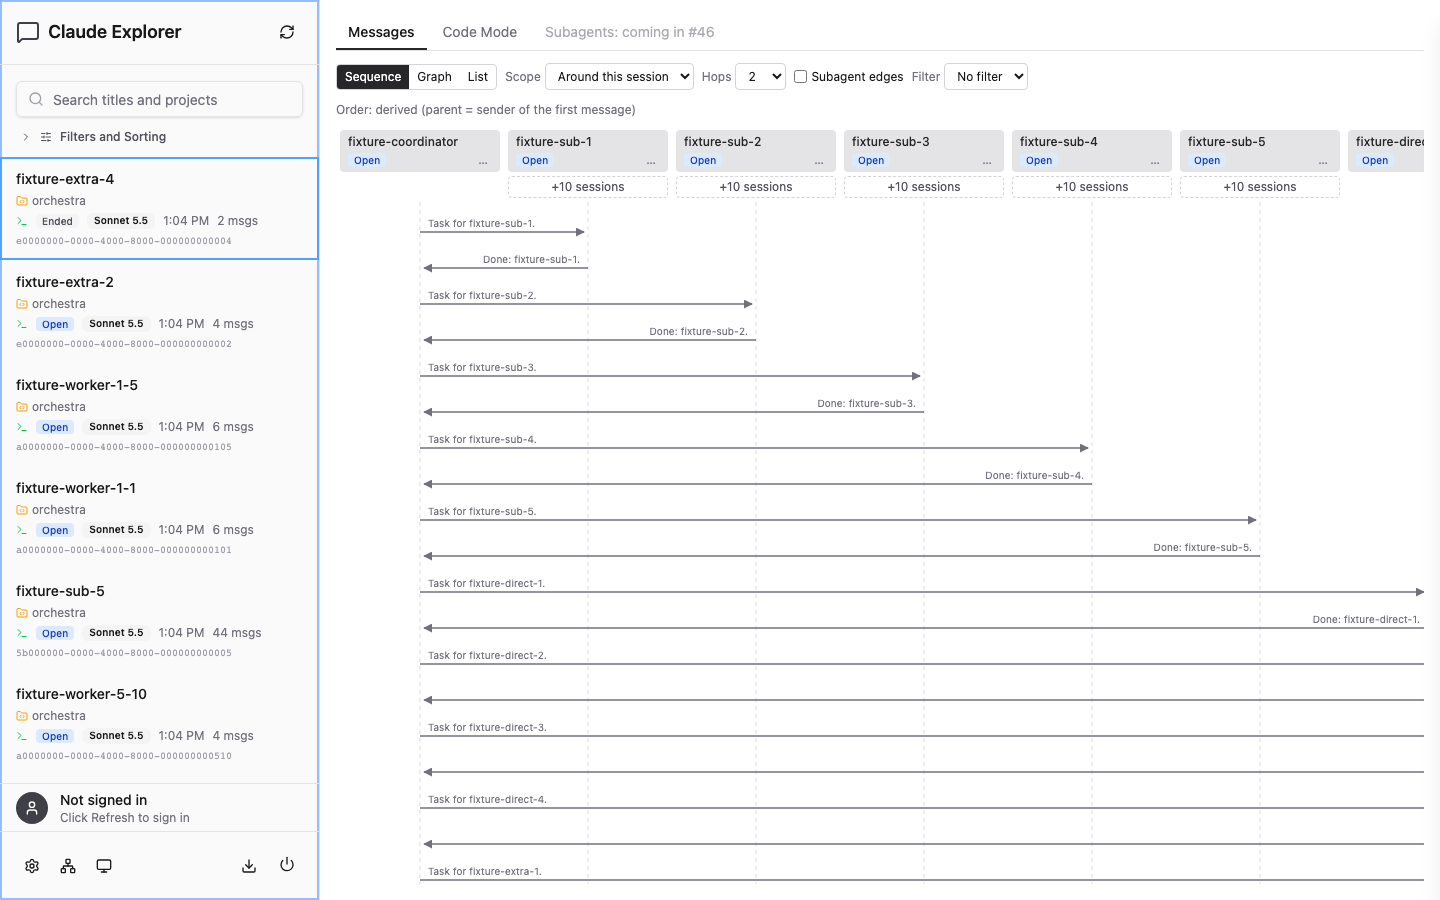 Claude Explorer
Search titles and projects
Filters and Sorting
fixture-extra-4
orchestra
Ended Sonnet 5.5 1:04 PM 2 msgs
e0000000-0000-4000-8000-000000000004
fixture-extra-2
orchestra
Open Sonnet 5.5 1:04 PM 4 msgs
e0000000-0000-4000-8000-000000000002
fixture-worker-1-5
orchestra
Open Sonnet 5.5 1:04 PM 6 msgs
a0000000-0000-4000-8000-000000000105
fixture-worker-1-1
orchestra
Open Sonnet 5.5 1:04 PM 6 msgs
a0000000-0000-4000-8000-000000000101
fixture-sub-5
orchestra
Open Sonnet 5.5 1:04 PM 44 msgs
5b000000-0000-4000-8000-000000000005
fixture-worker-5-10
orchestra
Open Sonnet 5.5 1:04 PM 4 msgs
a0000000-0000-4000-8000-000000000510
Not signed in
Click Refresh to sign in
Messages Code Mode Subagents: coming in #46
Sequence Graph List Scope Around this session Hops 2 Subagent edges Filter No filter
Order: derived (parent = sender of the first message)
fixture-coordinator fixture-sub-1 fixture-sub-2 fixture-sub-3 fixture-sub-4 fixture-sub-5 fixture-direc
Open ... Open ... Open ... Open ... Open ... Open ... Open
+10 sessions +10 sessions +10 sessions +10 sessions +10 sessions
Task for fixture-sub-1.
Done: fixture-sub-1.
Task for fixture-sub-2.
Done: fixture-sub-2.
Task for fixture-sub-3.
Done: fixture-sub-3.
Task for fixture-sub-4.
Done: fixture-sub-4.
Task for fixture-sub-5.
Done: fixture-sub-5.
Task for fixture-direct-1.
Done: fixture-direct-1.
Task for fixture-direct-2.
Task for fixture-direct-3.
Task for fixture-direct-4.
Task for fixture-extra-1.